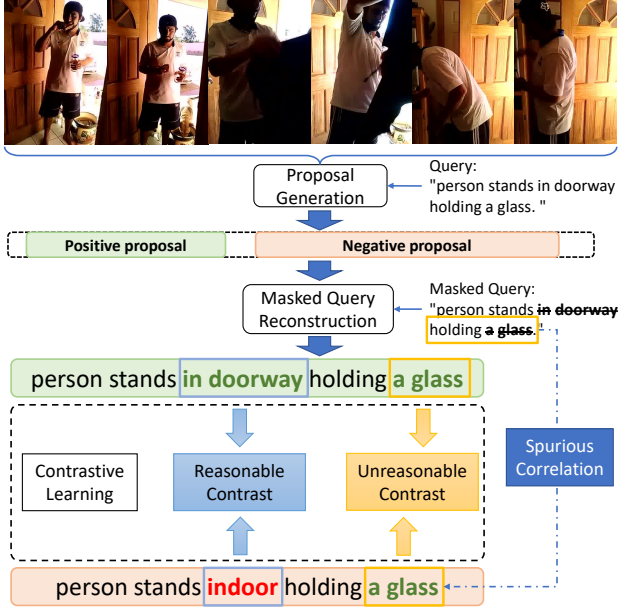 Proposal
Generation
Query:
"person stands in doorway
holding a glass. "
Positive proposal
Negative proposal
Masked Query
Reconstruction
Masked Query:
"person stands in doorway
holding a glass."
person stands in doorway holding a glass
Contrastive
Learning
Reasonable
Contrast
Unreasonable
Contrast
Spurious
Correlation
person stands indoor holding a glass